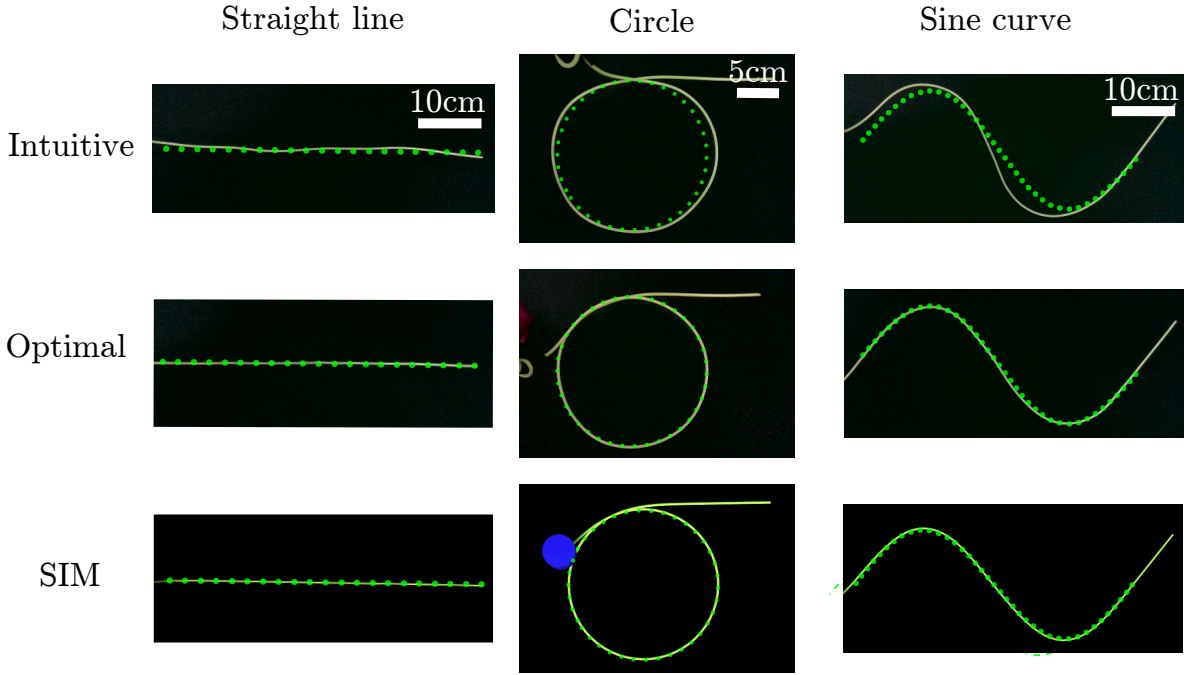 Straight line
Circle
Sine curve
Intuitive
10cm
5cm
10cm
Optimal
SIM